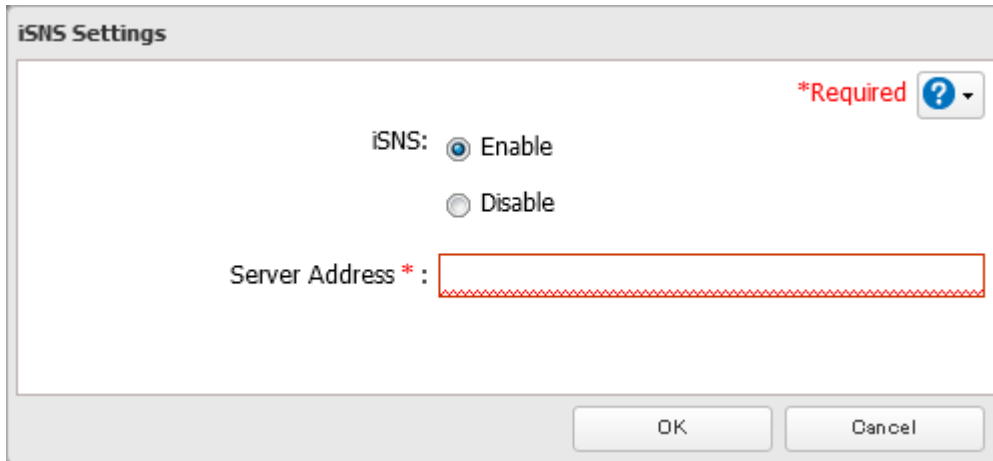 iSNS Settings
*Required ?
iSNS: Enable
Disable
Server Address * :
OK Cancel